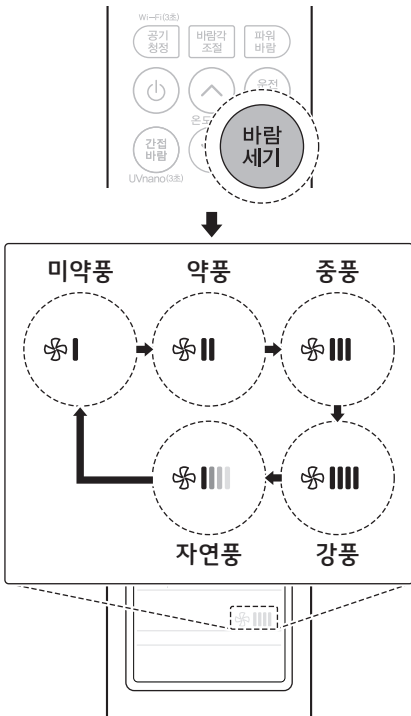 Wi-Fi(3초)
공기
청정
바람각
조절
파워
바람
운전
온도
간접
바람
바람
세기
UVnano(3초)
미약풍
약풍
중풍
자연풍
강풍